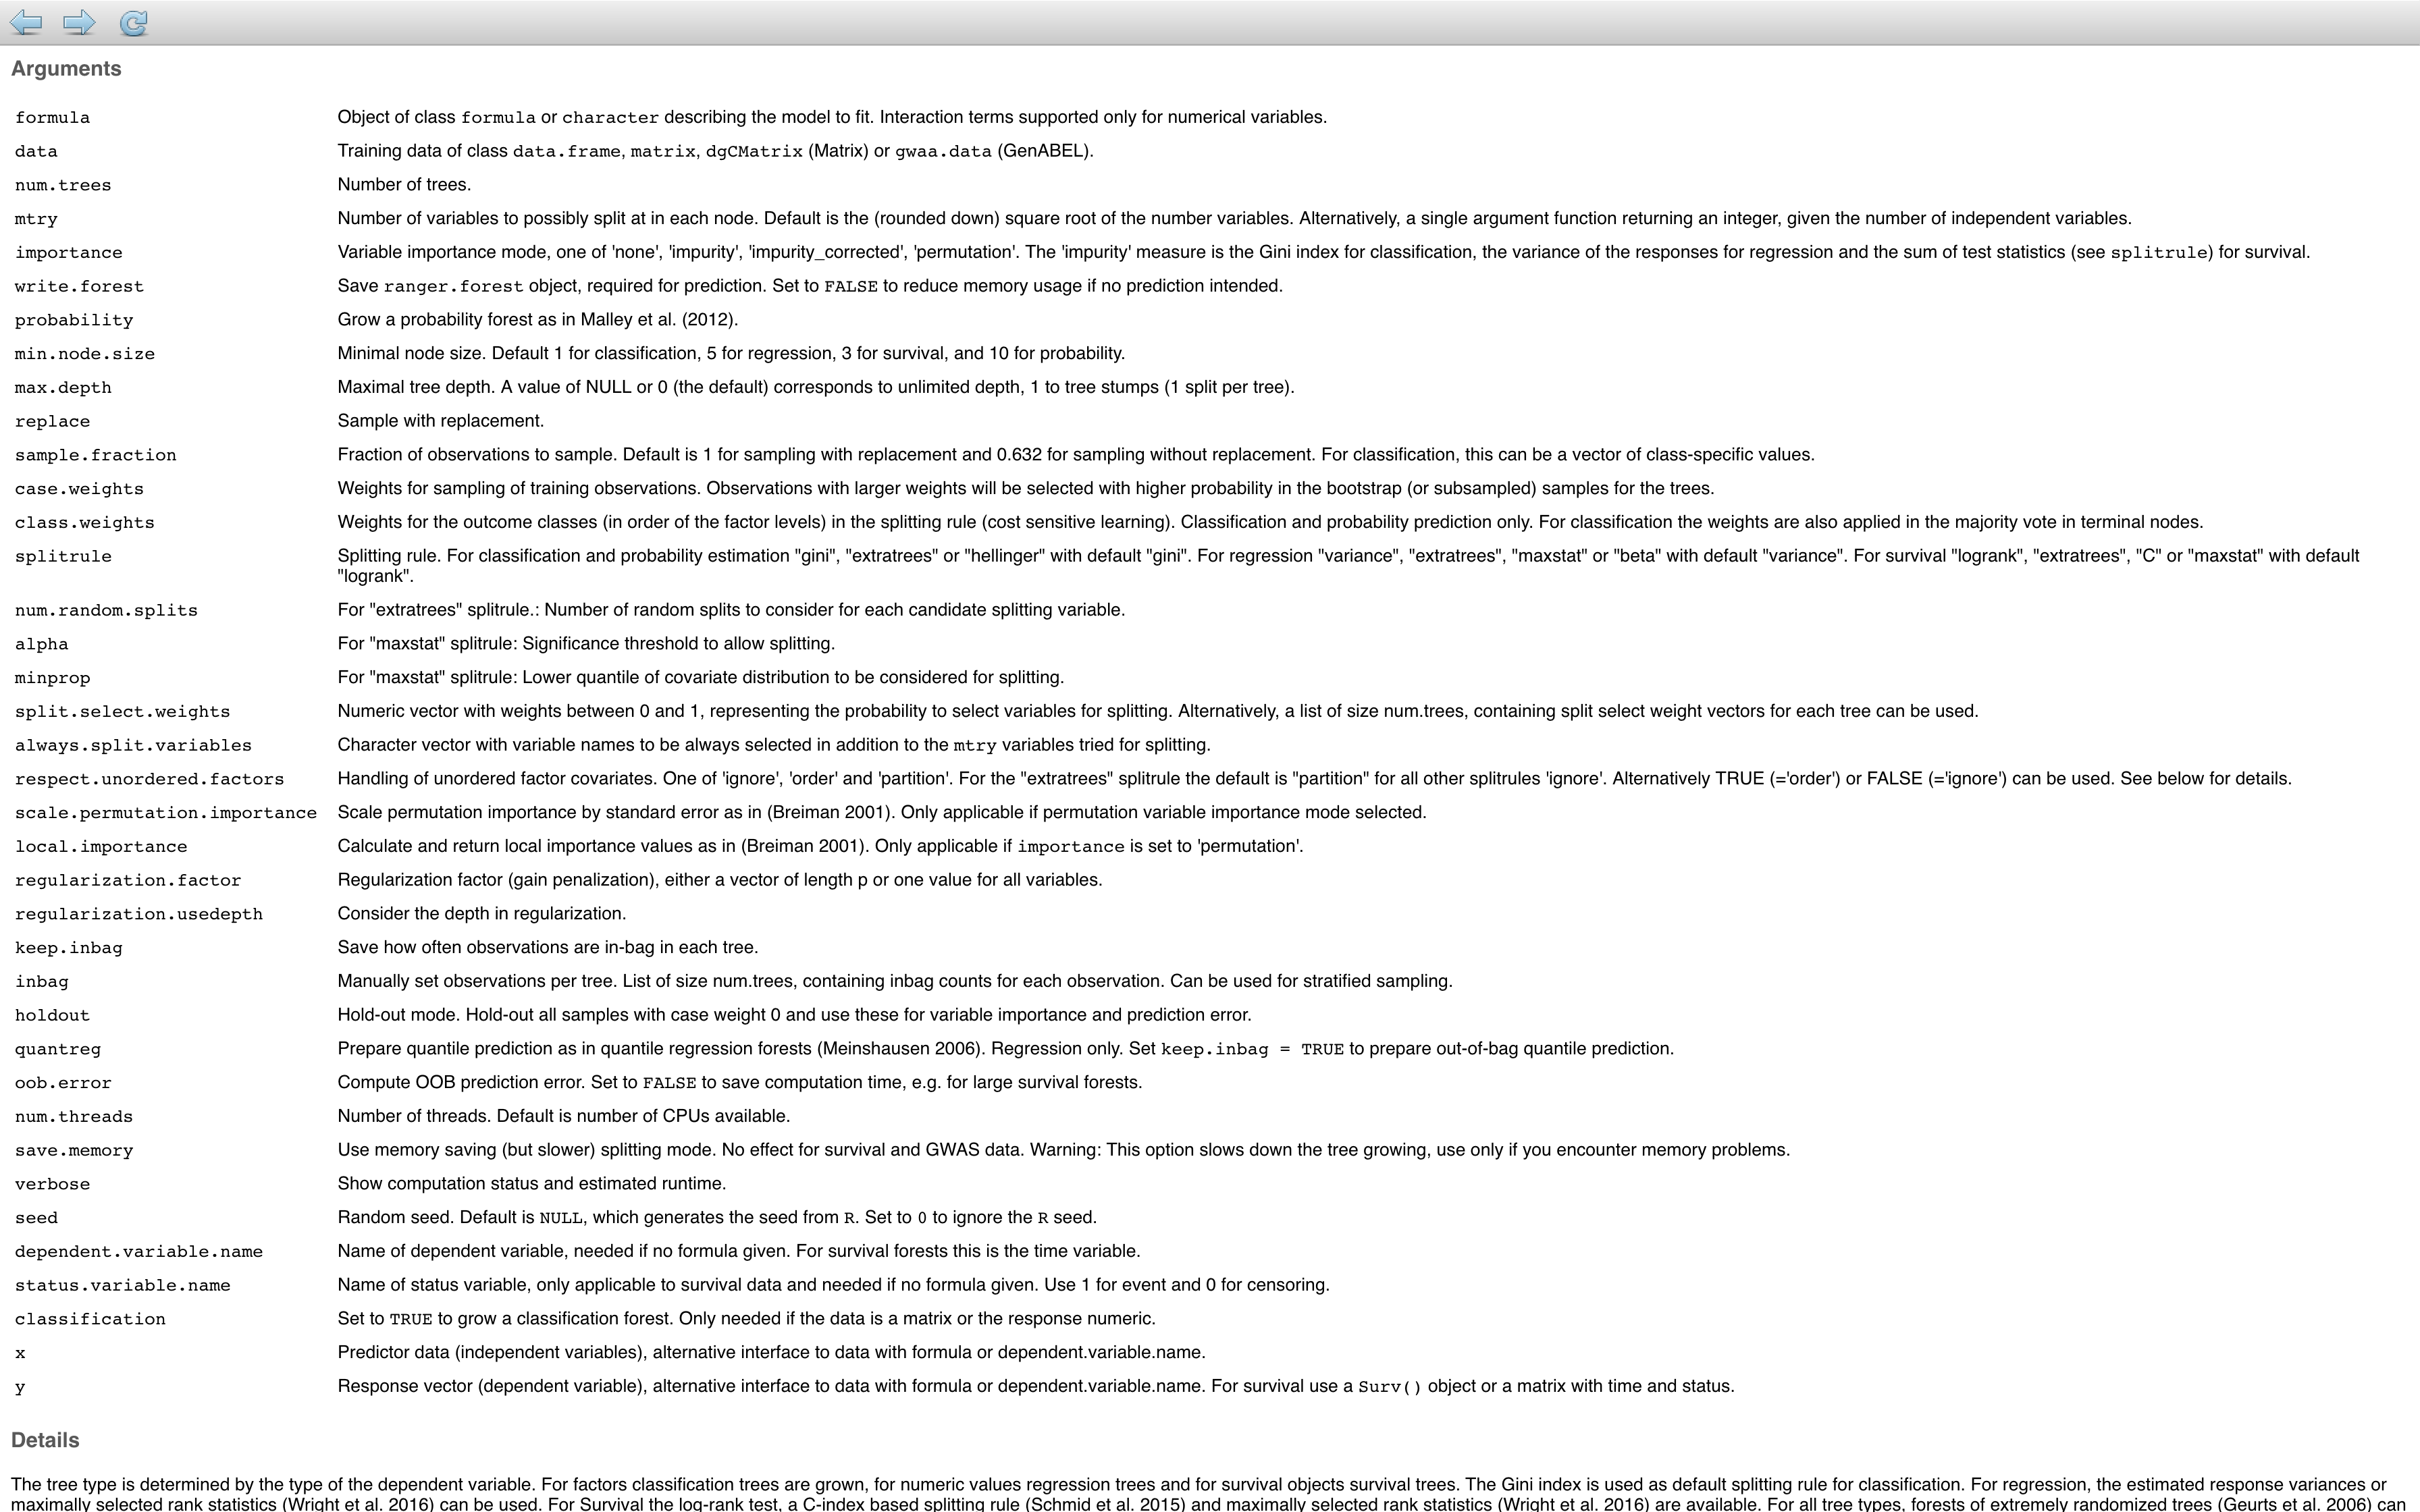 Arguments
formula Object of class formula or character describing the model to fit. Interaction terms supported only for numerical variables.
data Training data of class data.frame, matrix, dgCMatrix (Matrix) or gwaa.data (GenABEL).
num.trees Number of trees.
mtry Number of variables to possibly split at in each node. Default is the (rounded down) square root of the number variables. Alternatively, a single argument function returning an integer, given the number of independent variables.
importance Variable importance mode, one of 'none', 'impurity', 'impurity_corrected', 'permutation'. The 'impurity' measure is the Gini index for classification, the variance of the responses for regression and the sum of test statistics (see splitrule) for survival.
write.forest Save ranger.forest object, required for prediction. Set to FALSE to reduce memory usage if no prediction intended.
probability Grow a probability forest as in Malley et al. (2012).
min.node.size Minimal node size. Default 1 for classification, 5 for regression, 3 for survival, and 10 for probability.
max.depth Maximal tree depth. A value of NULL or 0 (the default) corresponds to unlimited depth, 1 to tree stumps (1 split per tree).
replace Sample with replacement.
sample.fraction Fraction of observations to sample. Default is 1 for sampling with replacement and 0.632 for sampling without replacement. For classification, this can be a vector of class-specific values.
case.weights Weights for sampling of training observations. Observations with larger weights will be selected with higher probability in the bootstrap (or subsampled) samples for the trees.
class.weights Weights for the outcome classes (in order of the factor levels) in the splitting rule (cost sensitive learning). Classification and probability prediction only. For classification the weights are also applied in the majority vote in terminal nodes.
splitrule Splitting rule. For classification and probability estimation "gini", "extratrees" or "hellinger" with default "gini". For regression "variance", "extratrees", "maxstat" or "beta" with default "variance". For survival "logrank", "extratrees", "C" or "maxstat" with default
"logrank".
num.random.splits For "extratrees" splitrule.: Number of random splits to consider for each candidate splitting variable.
alpha For "maxstat" splitrule: Significance threshold to allow splitting.
minprop For "maxstat" splitrule: Lower quantile of covariate distribution to be considered for splitting.
split.select.weights Numeric vector with weights between 0 and 1, representing the probability to select variables for splitting. Alternatively, a list of size num.trees, containing split select weight vectors for each tree can be used.
always.split.variables Character vector with variable names to be always selected in addition to the mtry variables tried for splitting.
respect.unordered.factors Handling of unordered factor covariates. One of 'ignore', 'order' and 'partition'. For the "extratrees" splitrule the default is "partition" for all other splitrules 'ignore'. Alternatively TRUE (='order') or FALSE (='ignore') can be used. See below for details.
scale.permutation.importance Scale permutation importance by standard error as in (Breiman 2001). Only applicable if permutation variable importance mode selected.
local.importance Calculate and return local importance values as in (Breiman 2001). Only applicable if importance is set to 'permutation'.
regularization.factor Regularization factor (gain penalization), either a vector of length p or one value for all variables.
regularization.usedepth Consider the depth in regularization.
keep.inbag Save how often observations are in-bag in each tree.
inbag Manually set observations per tree. List of size num.trees, containing inbag counts for each observation. Can be used for stratified sampling.
holdout Hold-out mode. Hold-out all samples with case weight 0 and use these for variable importance and prediction error.
quantreg Prepare quantile prediction as in quantile regression forests (Meinshausen 2006). Regression only. Set keep.inbag = TRUE to prepare out-of-bag quantile prediction.
oob.error Compute OOB prediction error. Set to FALSE to save computation time, e.g. for large survival forests.
num.threads Number of threads. Default is number of CPUs available.
save.memory Use memory saving (but slower) splitting mode. No effect for survival and GWAS data. Warning: This option slows down the tree growing, use only if you encounter memory problems.
verbose Show computation status and estimated runtime.
seed Random seed. Default is NULL, which generates the seed from R. Set to 0 to ignore the R seed.
dependent.variable.name Name of dependent variable, needed if no formula given. For survival forests this is the time variable.
status.variable.name Name of status variable, only applicable to survival data and needed if no formula given. Use 1 for event and 0 for censoring.
classification Set to TRUE to grow a classification forest. Only needed if the data is a matrix or the response numeric.
x Predictor data (independent variables), alternative interface to data with formula or dependent.variable.name.
y Response vector (dependent variable), alternative interface to data with formula or dependent.variable.name. For survival use a Surv() object or a matrix with time and status.
Details
The tree type is determined by the type of the dependent variable. For factors classification trees are grown, for numeric values regression trees and for survival objects survival trees. The Gini index is used as default splitting rule for classification. For regression, the estimated response variances or
maximally selected rank statistics (Wright et al. 2016) can be used. For Survival the log-rank test, a C-index based splitting rule (Schmid et al. 2015) and maximally selected rank statistics (Wright et al. 2016) are available. For all tree types, forests of extremely randomized trees (Geurts et al. 2006) can